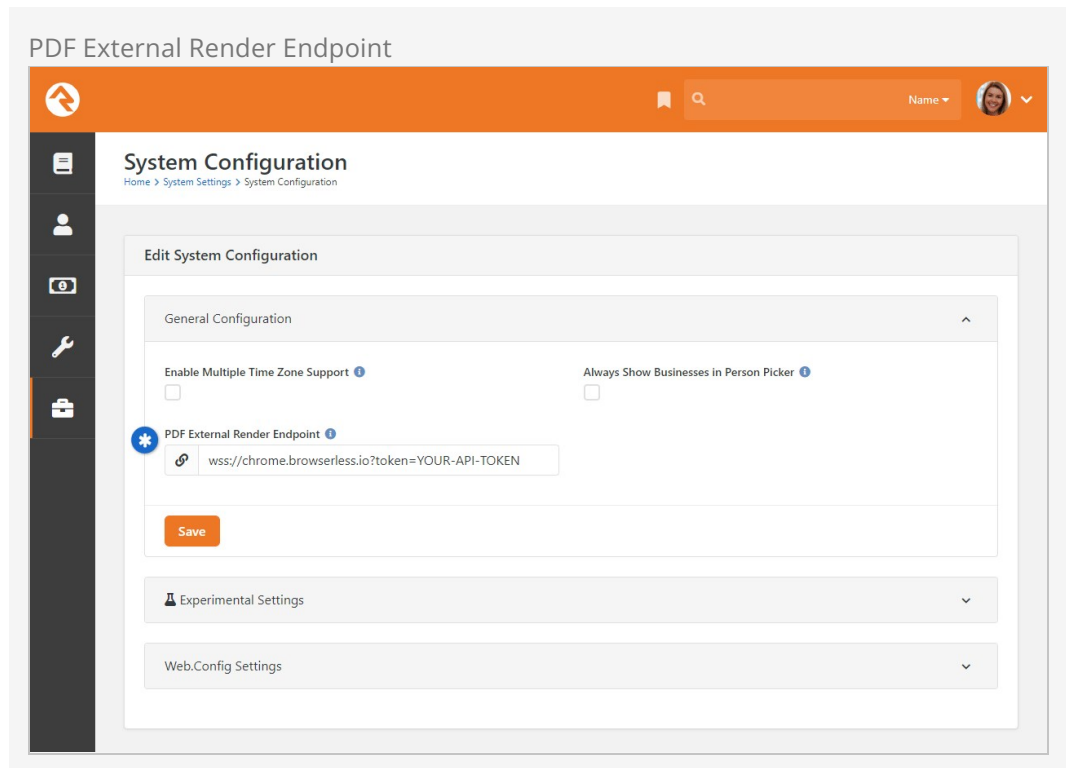 PDF External Render Endpoint
Name
System Configuration
Home > System Settings > System Configuration
Edit System Configuration
General Configuration
Enable Multiple Time Zone Support
Always Show Businesses in Person Picker
PDF External Render Endpoint
wss://chrome.browserless.io?token=YOUR-API-TOKEN
Save
Experimental Settings
Web.Config Settings